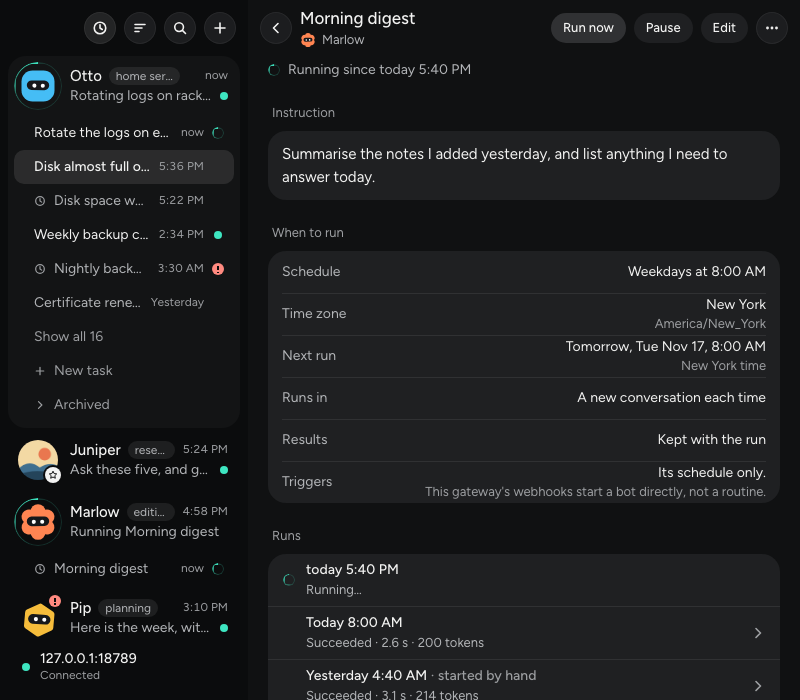 Otto home ser... now
Rotating logs on rack...
Rotate the logs on e... now
Disk almost full o... 5:36 PM
Disk space w... 5:22 PM
Weekly backup c... 2:34 PM
Nightly back... 3:30 AM
Certificate rene... Yesterday
Show all 16
+ New task
Archived
Juniper rese... 5:24 PM
Ask these five, and g...
Marlow editi... 4:58 PM
Running Morning digest
Morning digest now
Pip planning 3:10 PM
Here is the week, wit...
127.0.0.1:18789
Connected
Morning digest
Marlow
Run now Pause Edit ...
Running since today 5:40 PM
Instruction
Summarise the notes I added yesterday, and list anything I need to
answer today.
When to run
Schedule Weekdays at 8:00 AM
Time zone New York
America/New_York
Next run Tomorrow, Tue Nov 17, 8:00 AM
New York time
Runs in A new conversation each time
Results Kept with the run
Triggers Its schedule only.
This gateway's webhooks start a bot directly, not a routine.
Runs
today 5:40 PM
Running...
Today 8:00 AM
Succeeded · 2.6 s · 200 tokens
Yesterday 4:40 AM · started by hand
Succeeded · 3.1 s · 214 tokens